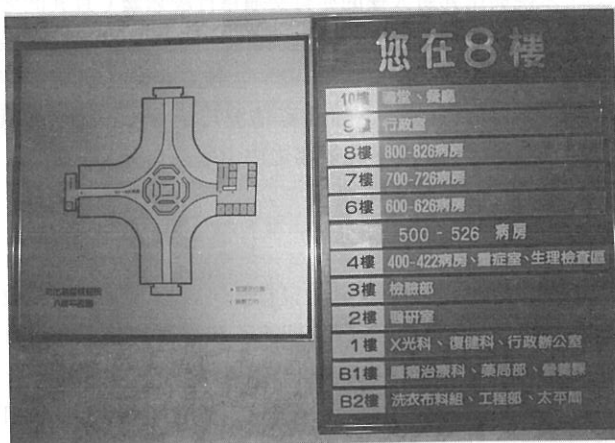 您在8樓
10樓 禮堂、餐廳
9樓 行政室
8樓 800-826病房
7樓 700-726病房
6樓 600-626病房
500 - 526 病房
4樓 400-422病房、重症室、生理檢查區
3樓 檢驗部
2樓 醫研室
1樓 X光科、復健科、行政辦公室
B1樓 腫瘤治療科、藥局部、營養課
B2樓 洗衣布料組、工程部、太平間